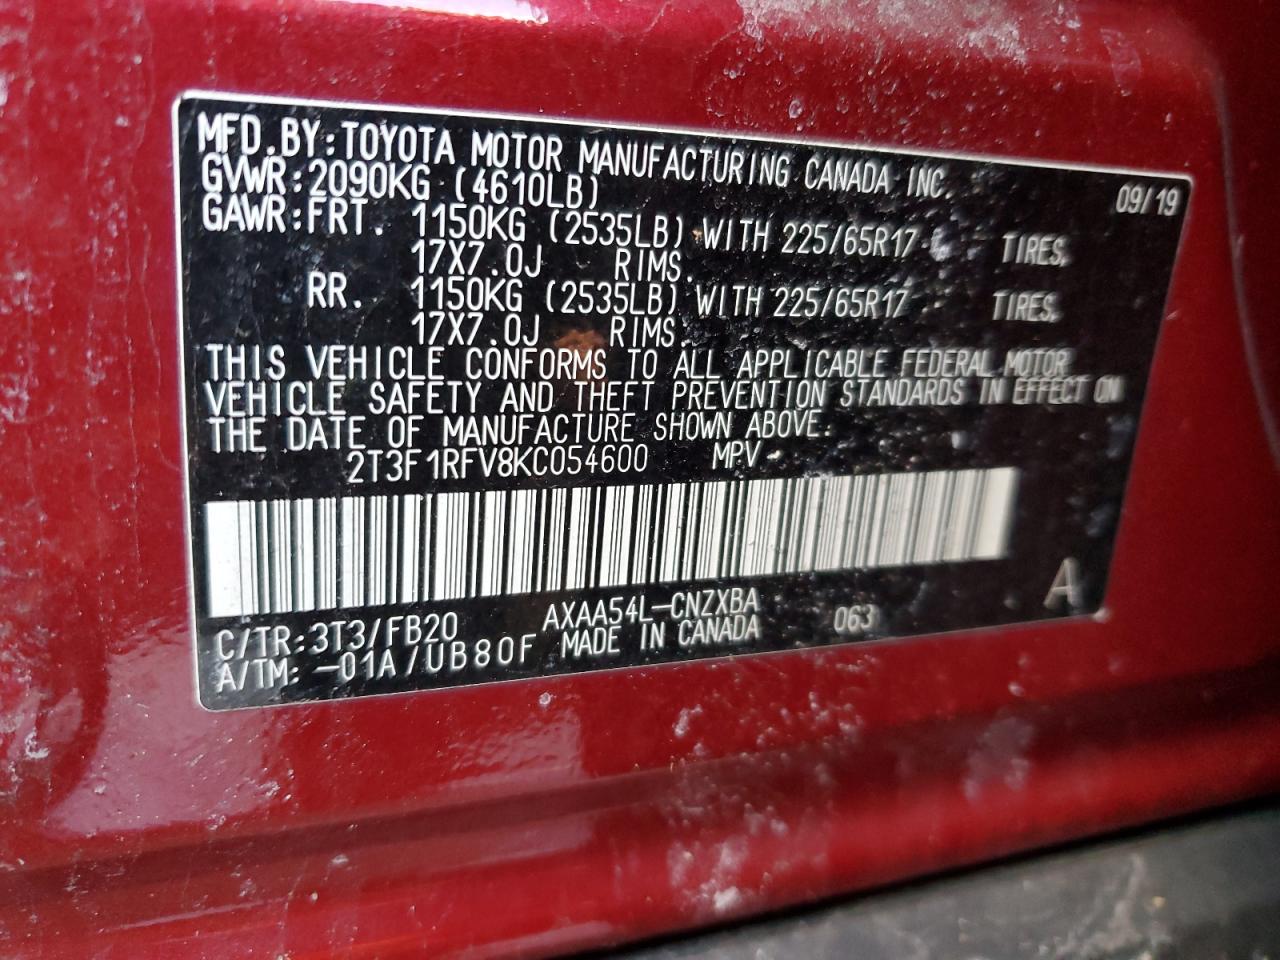 MFD.BY:TOYOTA MOTOR MANUFACTURING CANADA INC. 09/19
GVWR:2090KG (4610LB)
GAWR:FRT. 1150KG (2535LB) WITH 225/65R17 TIRES,
17X7.0J RIMS.
RR. 1150KG (2535LB) WITH 225/65R17 TIRES.
17X7.0J RIMS.
THIS VEHICLE CONFORMS TO ALL APPLICABLE FEDERAL MOTOR
VEHICLE SAFETY AND THEFT PREVENTION STANDARDS IN EFFECT ON
THE DATE OF MANUFACTURE SHOWN ABOVE.
2T3F1RFV8KC054600 MPV
C/TR:3T3/FB20 AXAA54L-CNZXBA 063 A
A/TM:-01A/UB80F MADE IN CANADA